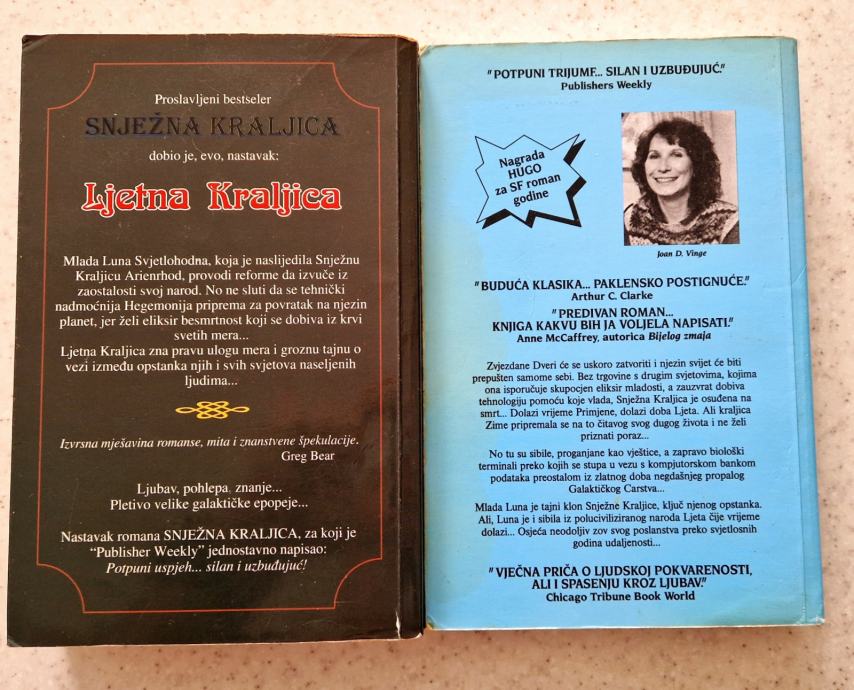 Proslavljeni bestseler
SNJEŽNA KRALJICA
dobio je, evo, nastavak:
Ljetna Kraljica
Mlada Luna Svjetlohodna, koja je naslijedila Snježnu
Kraljicu Arienrhod, provodi reforme da izvuče iz
zaostalosti svoj narod. No ne sluti da se tehnički
nadmoćnija Hegemonija priprema za povratak na njezin
planet, jer želi eliksir besmrtnost koji se dobiva iz krvi
svetih mera...
Ljetna Kraljica zna pravu ulogu mera i groznu tajnu o
vezi između opstanka njih i svih svjetova naseljenih
ljudima...
Izvrsna mješavina romanse, mita i znanstvene špekulacije.
Greg Bear
Ljubav, pohlepa, znanje...
Pletivo velike galaktičke epopeje...
Nastavak romana SNJEŽNA KRALJICA, za koji je
"Publisher Weekly" jednostavno napisao:
Potpuni uspjeh... silan i uzbuđujuć!
"POTPUNI TRIJUMF... SILAN I UZBUĐUJUĆ."
Publishers Weekly
Nagrada
HUGO
za SF roman
godine
Joan D. Vinge
"BUDUĆA KLASIKA... PAKLENSKO POSTIGNUĆE."
Arthur C. Clarke
"PREDIVAN ROMAN...
KNJIGA KAKVU BIH JA VOLJELA NAPISATI."
Anne McCaffrey, autorica Bijelog zmaja
Zvjezdane Dveri će se uskoro zatvoriti i njezin svijet će biti
prepušten samome sebi. Bez trgovine s drugim svjetovima, kojima
ona isporučuje skupocjen eliksir mladosti, a zauzvrat dobiva
tehnologiju pomoću koje vlada, Snježna Kraljica je osuđena na
smrt... Dolazi vrijeme Primjene, dolazi doba Ljeta. Ali kraljica
Zime pripremala se na to čitavog svog dugog života i ne želi
priznati poraz...
No tu su sibile, proganjane kao vještice, a zapravo biološki
terminali preko kojih se stupa u vezu s kompjutorskom bankom
podataka preostalom iz zlatnog doba negdašnjeg propalog
Galaktičkog Carstva...
Mlada Luna je tajni klon Snježne Kraljice, ključ njenog opstanka.
Ali, Luna je i sibila iz poluciviliziranog naroda Ljeta čije vrijeme
dolazi... Osjeća neodoljiv zov svog poslanstva preko svjetlosnih
godina udaljenosti...
"VJEČNA PRIČA O LJUDSKOJ POKVARENOSTI,
ALI I SPASENJU KROZ LJUBAV."
Chicago Tribune Book World